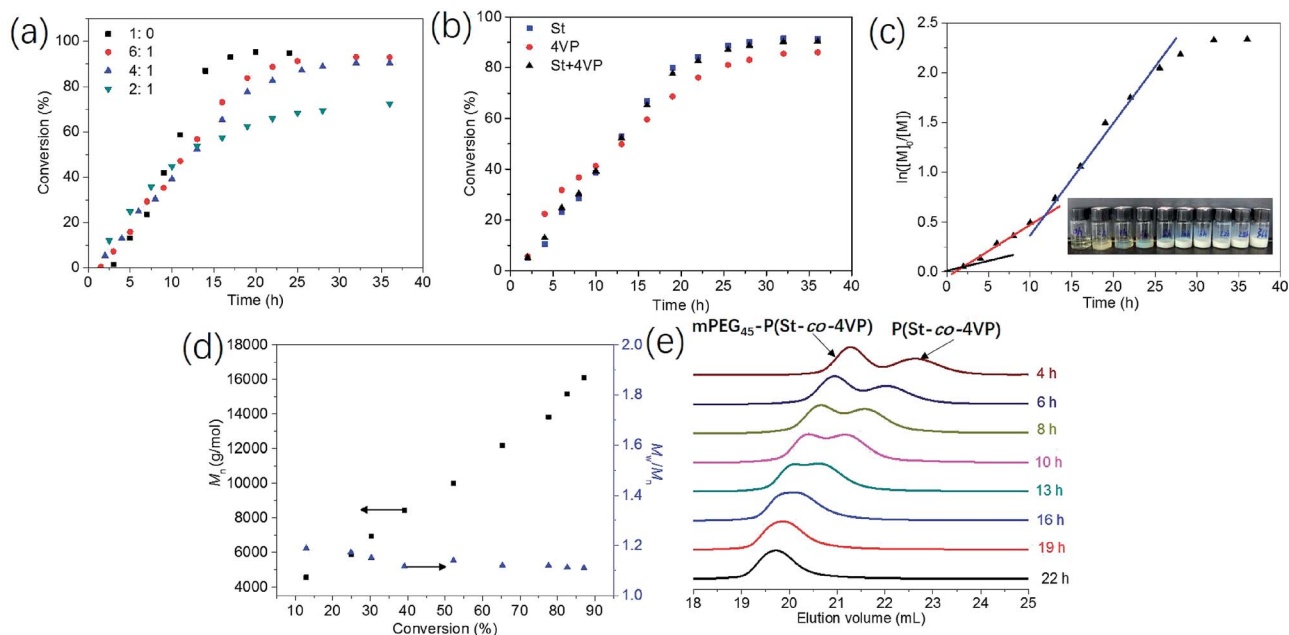 (a)
1: 0
6: 1
4: 1
2: 1
Conversion (%)
100
80
60
40
20
0
0 5 10 15 20 25 30 35 40
Time (h)
(b)
St
4VP
St+4VP
Conversion (%)
100
80
60
40
20
0
0 5 10 15 20 25 30 35 40
Time (h)
(c)
ln([M]0/[M])
2.5
2.0
1.5
1.0
0.5
0.0
0 5 10 15 20 25 30 35 40
Time (h)
(d)
Mn (g/mol)
18000
16000
14000
12000
10000
8000
6000
4000
2.0
1.8
1.6
1.4
1.2
1.0
Mw/Mn
10 20 30 40 50 60 70 80 90
Conversion (%)
(e)
mPEG45-P(St-co-4VP) P(St-co-4VP)
4 h
6 h
8 h
10 h
13 h
16 h
19 h
22 h
18 19 20 21 22 23 24 25
Elution volume (mL)